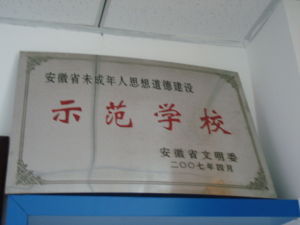 安徽省未成年人思想道德建设
示范学校
安徽省文明委
二〇〇七年四月